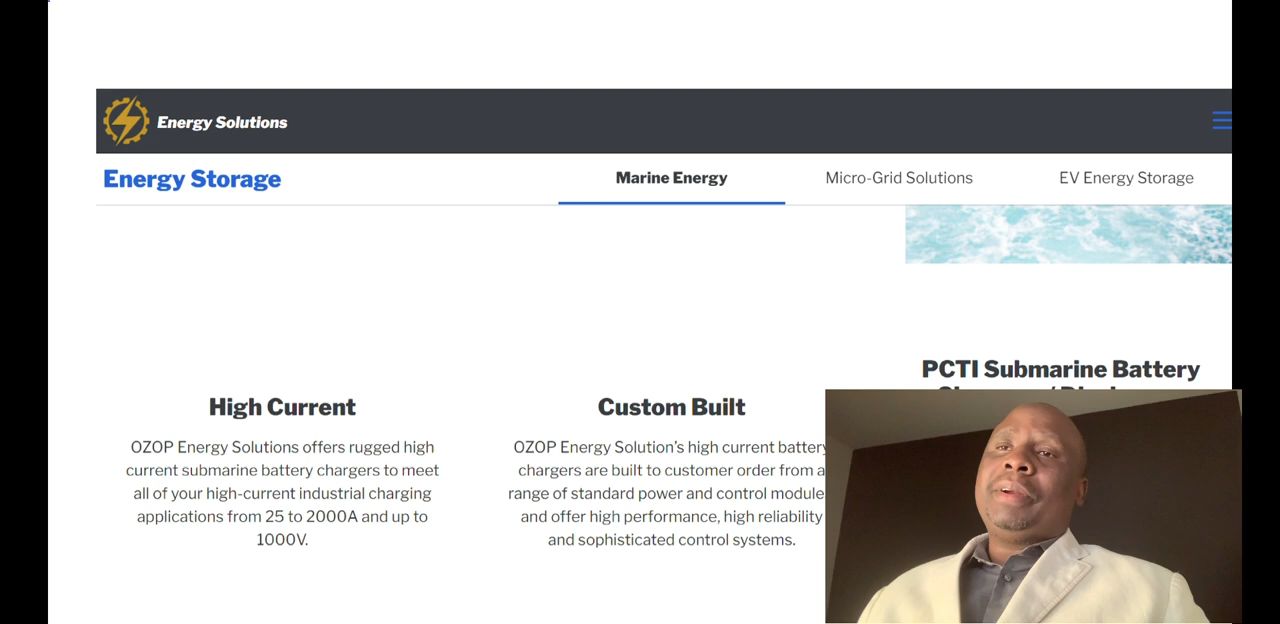 Energy Solutions
Energy Storage
Marine Energy
Micro-Grid Solutions
EV Energy Storage
High Current
OZOP Energy Solutions offers rugged high
current submarine battery chargers to meet
all of your high-current industrial charging
applications from 25 to 2000A and up to
1000V.
Custom Built
OZOP Energy Solution's high current battery
chargers are built to customer order from a
range of standard power and control module
and offer high performance, high reliability
and sophisticated control systems.
PCTI Submarine Battery